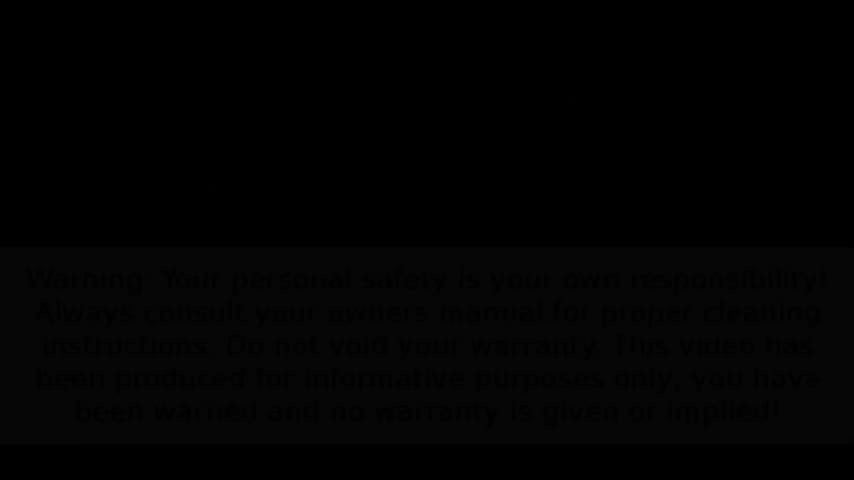 Warning: Your personal safety is your own responsibility!
Always consult your owners manual for proper cleaning
instructions. Do not void your warranty. This video has
been produced for informative purposes only, you have
been warned and no warranty is given or implied!